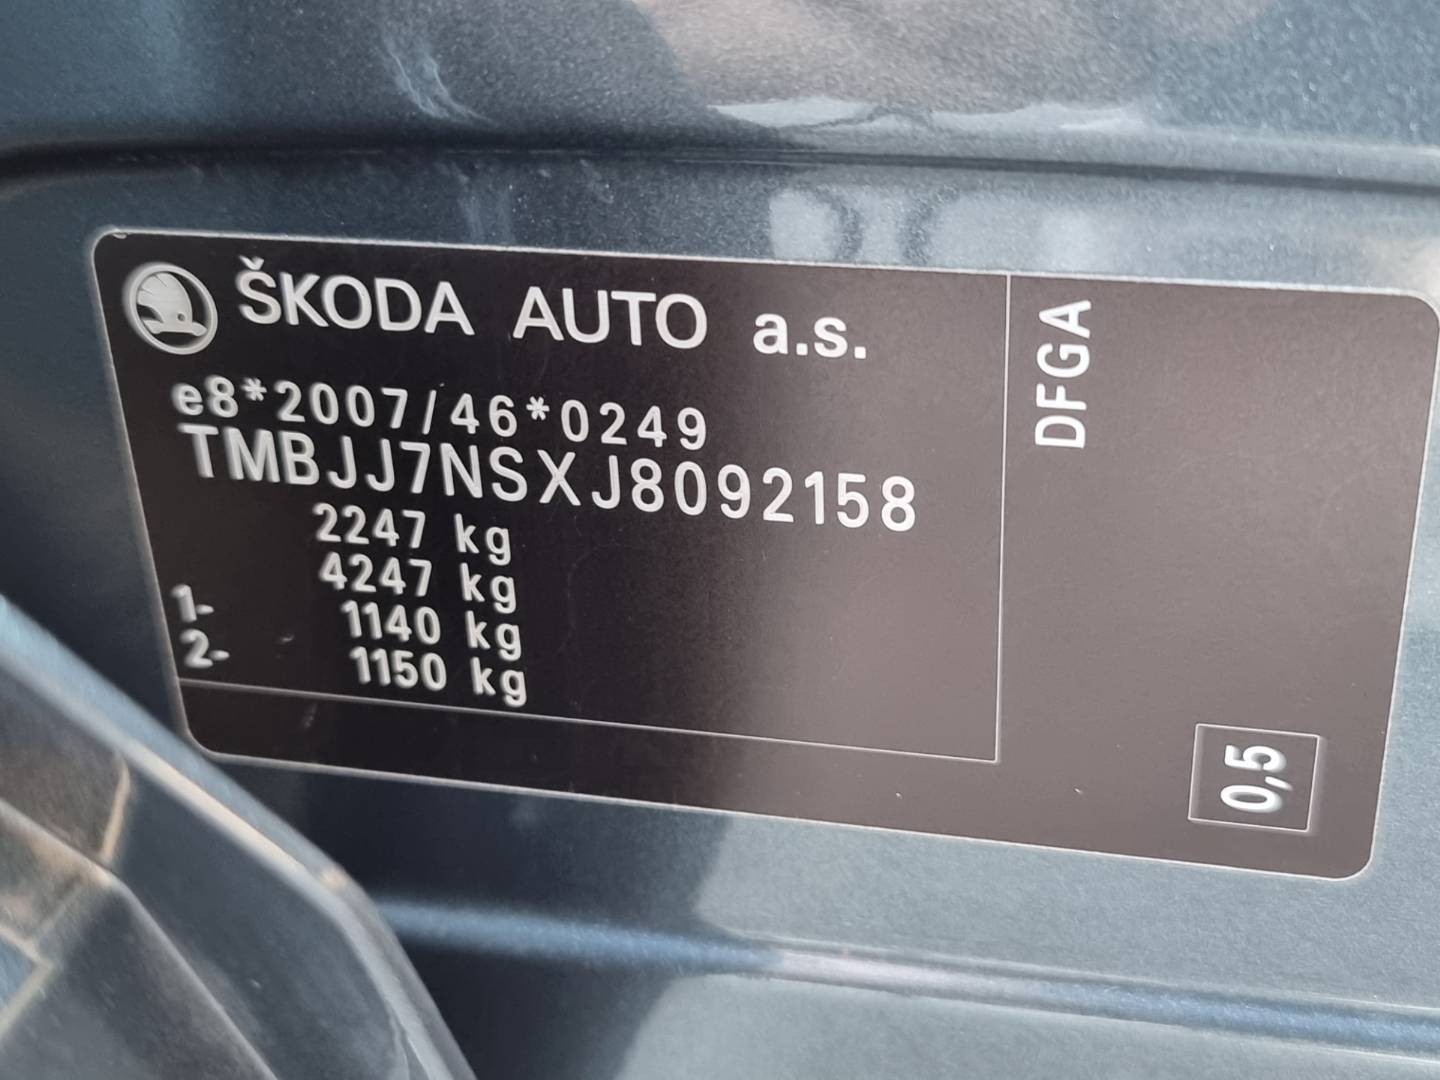 ŠKODA AUTO a.s.
e8*2007/46*0249
TMBJJ7NSXJ8092158
2247 kg
4247 kg
1- 1140 kg
2- 1150 kg
DFGA
0,5